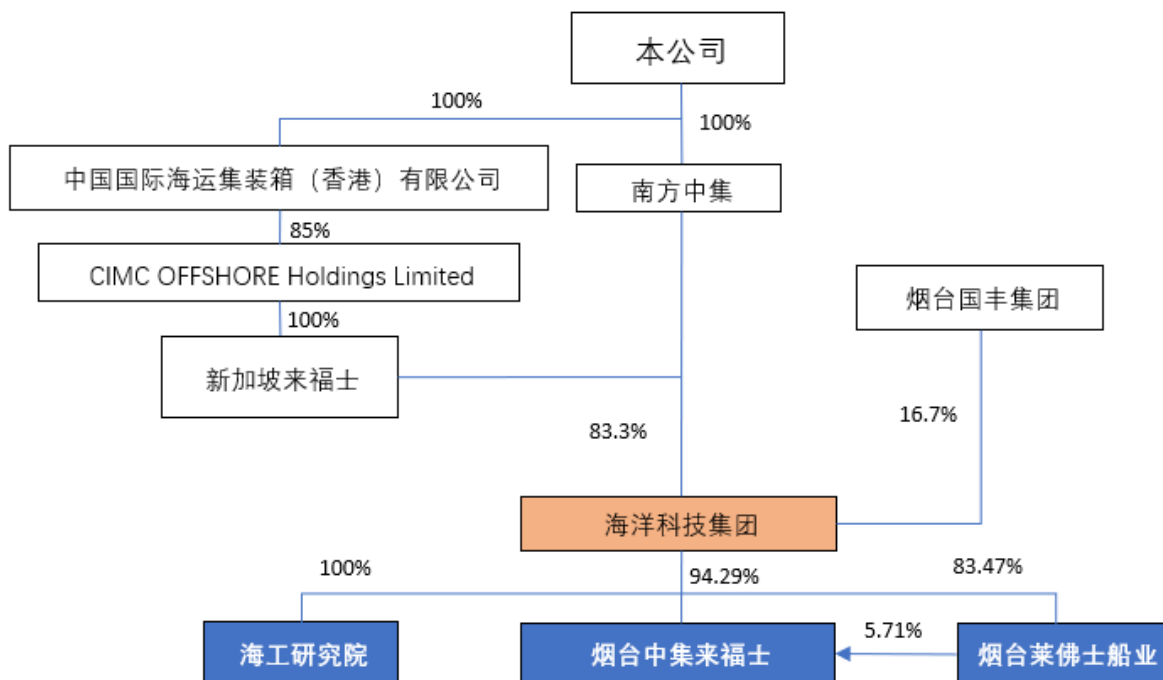 本公司
100%
100%
中国国际海运集装箱（香港）有限公司
南方中集
85%
CIMC OFFSHORE Holdings Limited
烟台国丰集团
100%
新加坡来福士
83.3%
16.7%
海洋科技集团
100%
94.29%
83.47%
海工研究院
烟台中集来福士
5.71%
烟台莱佛士船业